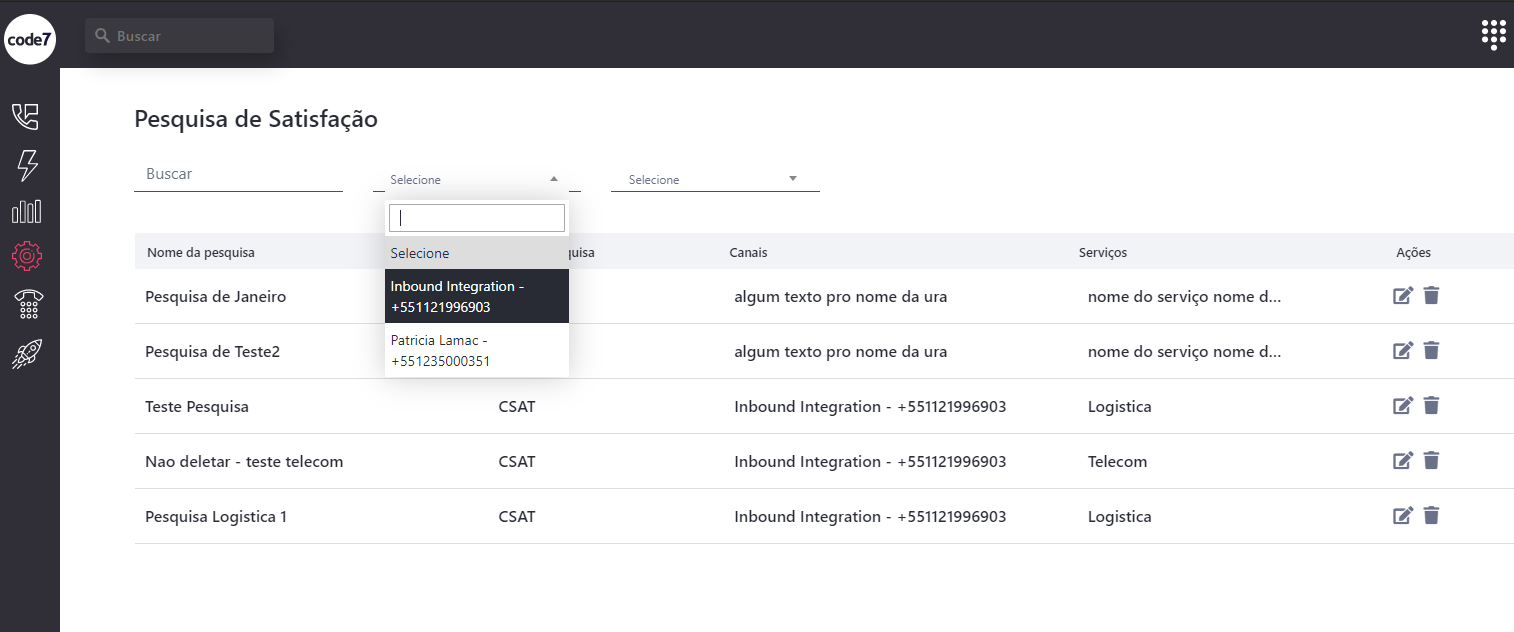 code7
Buscar
Pesquisa de Satisfação
Buscar
Selecione
Selecione
Selecione
Inbound Integration -
+551121996903
Patricia Lamac -
+551235000351
Nome da pesquisa
Canais
Serviços
Ações
Pesquisa de Janeiro
algum texto pro nome da ura
nome do serviço nome d...
Pesquisa de Teste2
algum texto pro nome da ura
nome do serviço nome d...
Teste Pesquisa
CSAT
Inbound Integration - +551121996903
Logistica
Nao deletar - teste telecom
CSAT
Inbound Integration - +551121996903
Telecom
Pesquisa Logistica 1
CSAT
Inbound Integration - +551121996903
Logistica